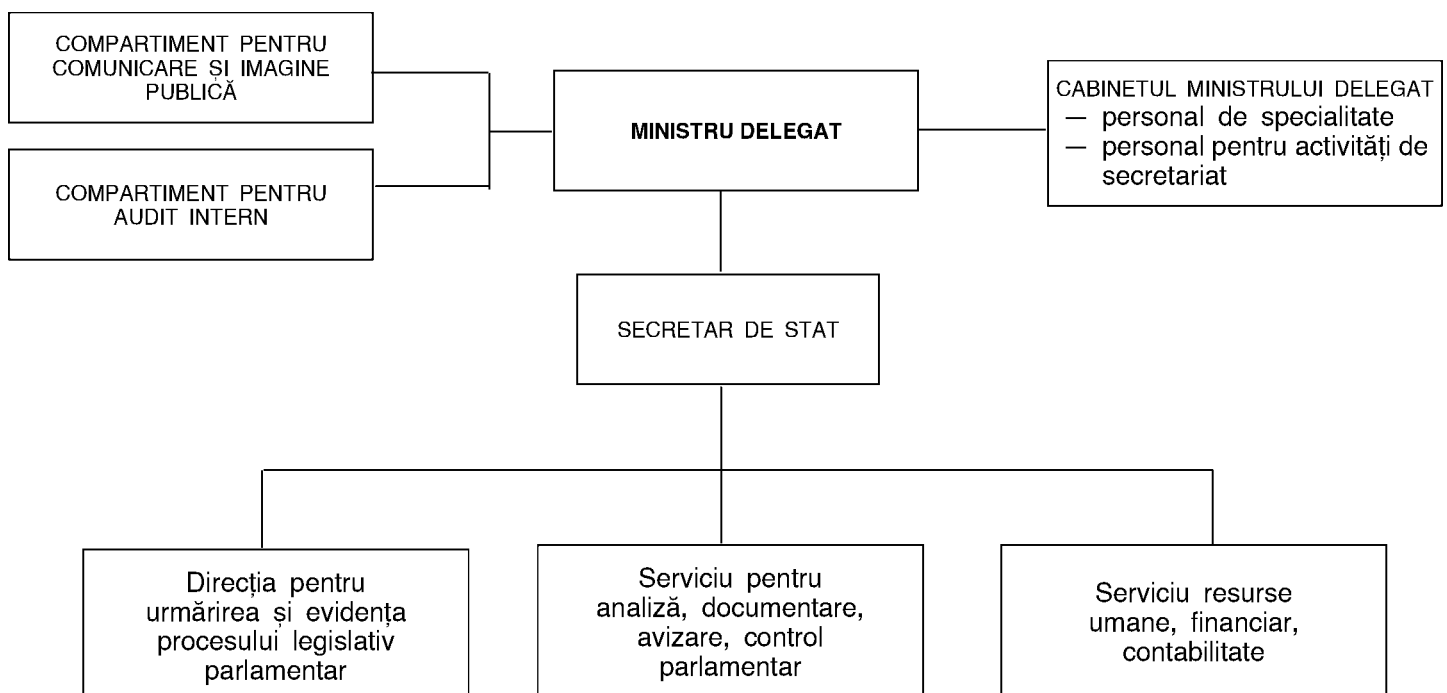 COMPARTIMENT PENTRU
COMUNICARE ȘI IMAGINE
PUBLICĂ
COMPARTIMENT PENTRU
AUDIT INTERN
MINISTRU DELEGAT
CABINETUL MINISTRULUI DELEGAT
— personal de specialitate
— personal pentru activități de
secretariat
SECRETAR DE STAT
Direcția pentru
urmărirea și evidența
procesului legislativ
parlamentar
Serviciu pentru
analiză, documentare,
avizare, control
parlamentar
Serviciu resurse
umane, financiar,
contabilitate